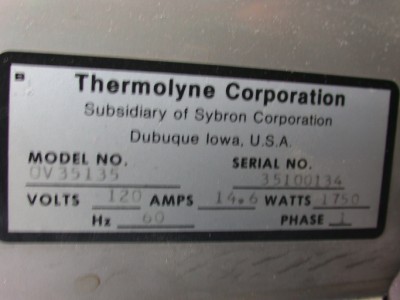 Thermolyne Corporation
Subsidiary of Sybron Corporation
Dubuque Iowa, U.S.A.
MODEL NO. SERIAL NO.
OV35135 35100134
VOLTS 120 AMPS 14.6 WATTS 1750
Hz 60 PHASE 1